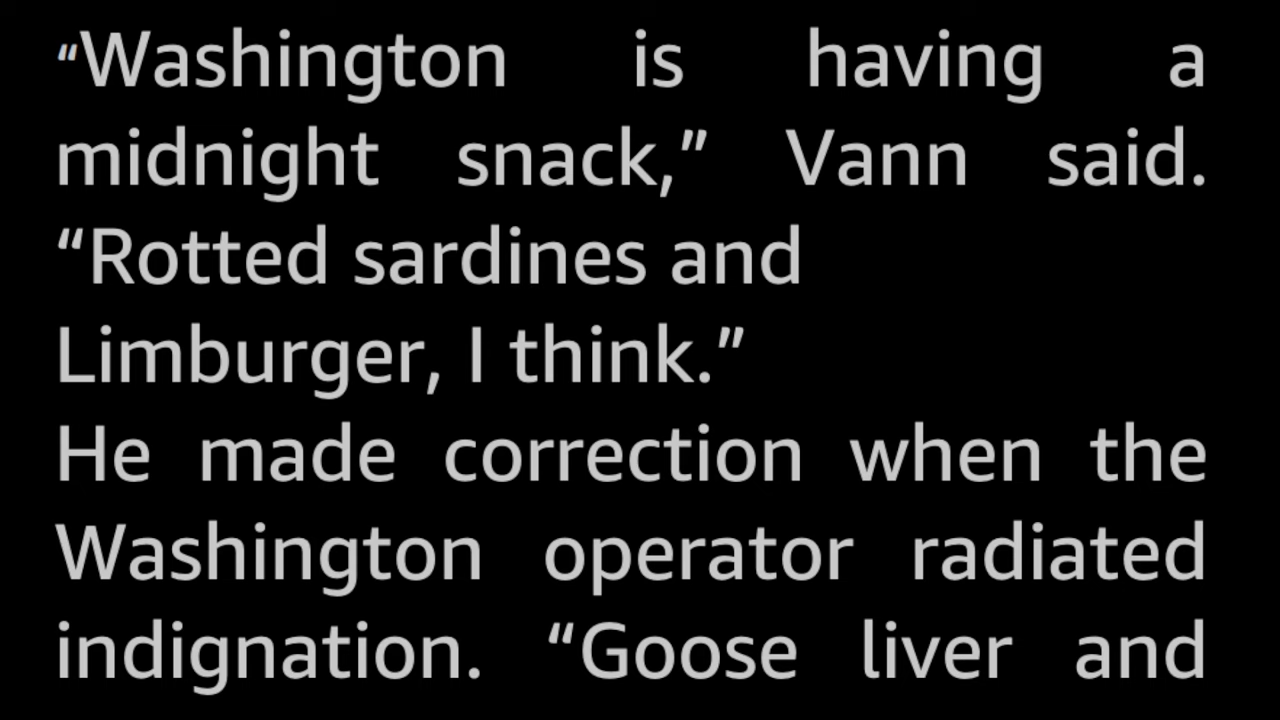 “Washington is having a
midnight snack,” Vann said.
“Rotted sardines and
Limburger, I think.”
He made correction when the
Washington operator radiated
indignation. “Goose liver and